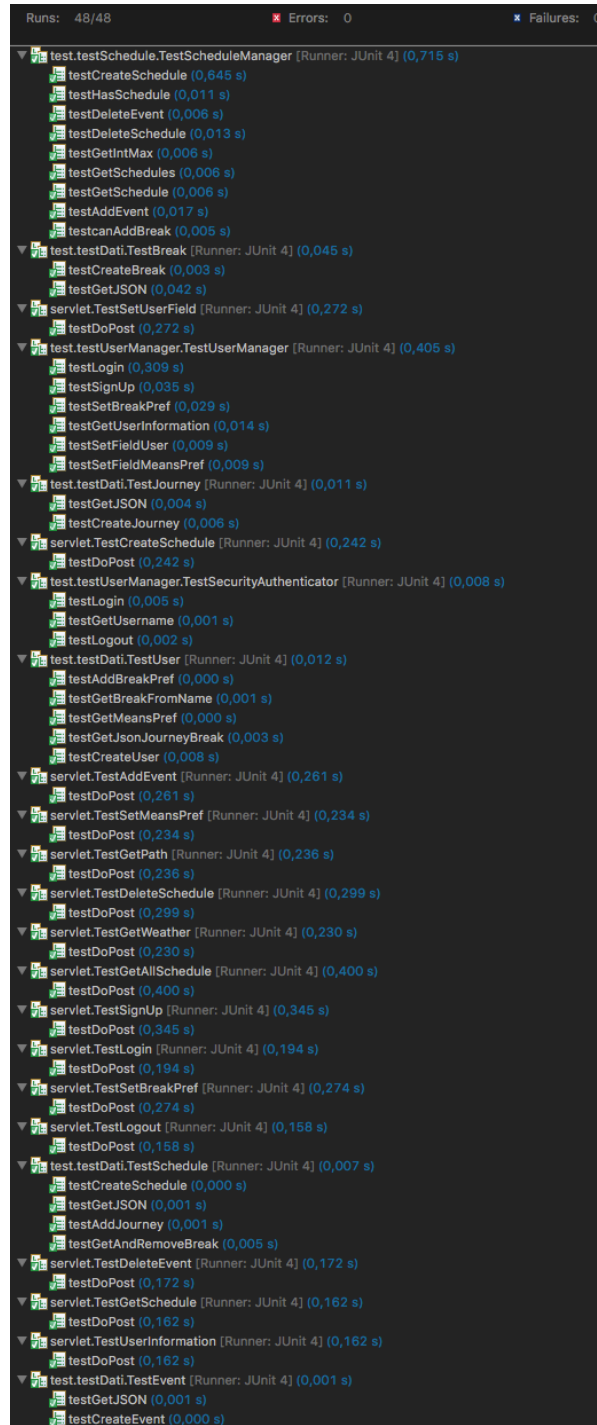 Runs: 48/48 Errors: 0 Failures: 0
test.testSchedule.TestScheduleManager [Runner: JUnit 4] (0,715 s)
testCreateSchedule (0,645 s)
testHasSchedule (0,011 s)
testDeleteEvent (0,006 s)
testDeleteSchedule (0,013 s)
testGetIntMax (0,006 s)
testGetSchedules (0,006 s)
testGetSchedule (0,006 s)
testAddEvent (0,017 s)
testcanAddBreak (0,005 s)
test.testDati.TestBreak [Runner: JUnit 4] (0,045 s)
testCreateBreak (0,003 s)
testGetJSON (0,042 s)
servlet.TestSetUserField [Runner: JUnit 4] (0,272 s)
testDoPost (0,272 s)
test.testUserManager.TestUserManager [Runner: JUnit 4] (0,405 s)
testLogin (0,309 s)
testSignUp (0,035 s)
testSetBreakPref (0,029 s)
testGetUserInformation (0,014 s)
testSetFieldUser (0,009 s)
testSetFieldMeansPref (0,009 s)
test.testDati.TestJourney [Runner: JUnit 4] (0,011 s)
testGetJSON (0,004 s)
testCreateJourney (0,006 s)
servlet.TestCreateSchedule [Runner: JUnit 4] (0,242 s)
testDoPost (0,242 s)
test.testUserManager.TestSecurityAuthenticator [Runner: JUnit 4] (0,008 s)
testLogin (0,005 s)
testGetUsername (0,001 s)
testLogout (0,002 s)
test.testDati.TestUser [Runner: JUnit 4] (0,012 s)
testAddBreakPref (0,000 s)
testGetBreakFromName (0,001 s)
testGetMeansPref (0,000 s)
testGetJsonJourneyBreak (0,003 s)
testCreateUser (0,008 s)
servlet.TestAddEvent [Runner: JUnit 4] (0,261 s)
testDoPost (0,261 s)
servlet.TestSetMeansPref [Runner: JUnit 4] (0,234 s)
testDoPost (0,234 s)
servlet.TestGetPath [Runner: JUnit 4] (0,236 s)
testDoPost (0,236 s)
servlet.TestDeleteSchedule [Runner: JUnit 4] (0,299 s)
testDoPost (0,299 s)
servlet.TestGetWeather [Runner: JUnit 4] (0,230 s)
testDoPost (0,230 s)
servlet.TestGetAllSchedule [Runner: JUnit 4] (0,400 s)
testDoPost (0,400 s)
servlet.TestSignUp [Runner: JUnit 4] (0,345 s)
testDoPost (0,345 s)
servlet.TestLogin [Runner: JUnit 4] (0,194 s)
testDoPost (0,194 s)
servlet.TestSetBreakPref [Runner: JUnit 4] (0,274 s)
testDoPost (0,274 s)
servlet.TestLogout [Runner: JUnit 4] (0,158 s)
testDoPost (0,158 s)
test.testDati.TestSchedule [Runner: JUnit 4] (0,007 s)
testCreateSchedule (0,000 s)
testGetJSON (0,001 s)
testAddJourney (0,001 s)
testGetAndRemoveBreak (0,005 s)
servlet.TestDeleteEvent [Runner: JUnit 4] (0,172 s)
testDoPost (0,172 s)
servlet.TestGetSchedule [Runner: JUnit 4] (0,162 s)
testDoPost (0,162 s)
servlet.TestUserInformation [Runner: JUnit 4] (0,162 s)
testDoPost (0,162 s)
test.testDati.TestEvent [Runner: JUnit 4] (0,001 s)
testGetJSON (0,001 s)
testCreateEvent (0,000 s)